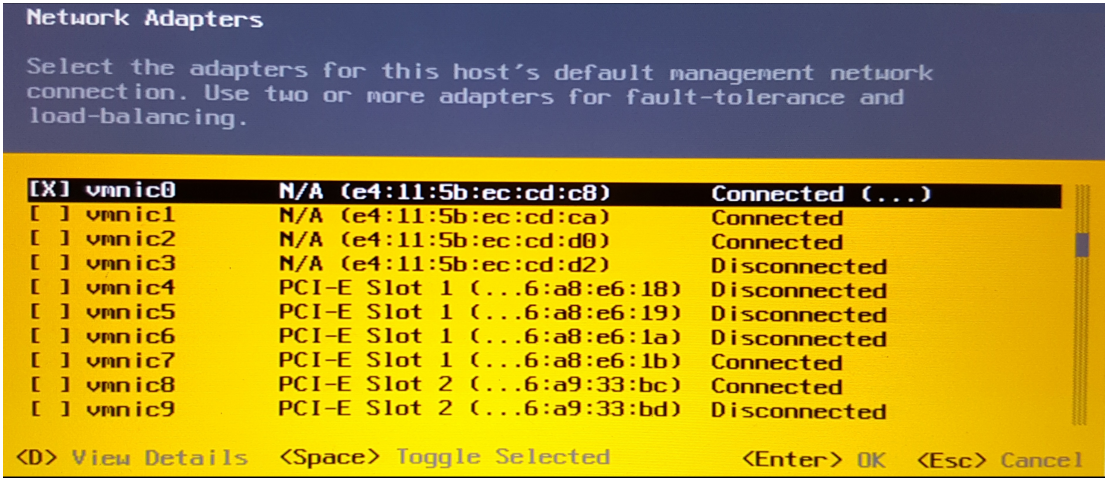 Network Adapters
Select the adapters for this host's default management network
connection. Use two or more adapters for fault-tolerance and
load-balancing.
[X] vmnic0 N/A (e4:11:5b:ec:cd:c8) Connected (...)
[ ] vmnic1 N/A (e4:11:5b:ec:cd:ca) Connected
[ ] vmnic2 N/A (e4:11:5b:ec:cd:d0) Connected
[ ] vmnic3 N/A (e4:11:5b:ec:cd:d2) Disconnected
[ ] vmnic4 PCI-E Slot 1 (...6:a8:e6:18) Disconnected
[ ] vmnic5 PCI-E Slot 1 (...6:a8:e6:19) Disconnected
[ ] vmnic6 PCI-E Slot 1 (...6:a8:e6:1a) Disconnected
[ ] vmnic7 PCI-E Slot 1 (...6:a8:e6:1b) Connected
[ ] vmnic8 PCI-E Slot 2 (...6:a9:33:bc) Connected
[ ] vmnic9 PCI-E Slot 2 (...6:a9:33:bd) Disconnected
<D> View Details <Space> Toggle Selected <Enter> OK <Esc> Cancel